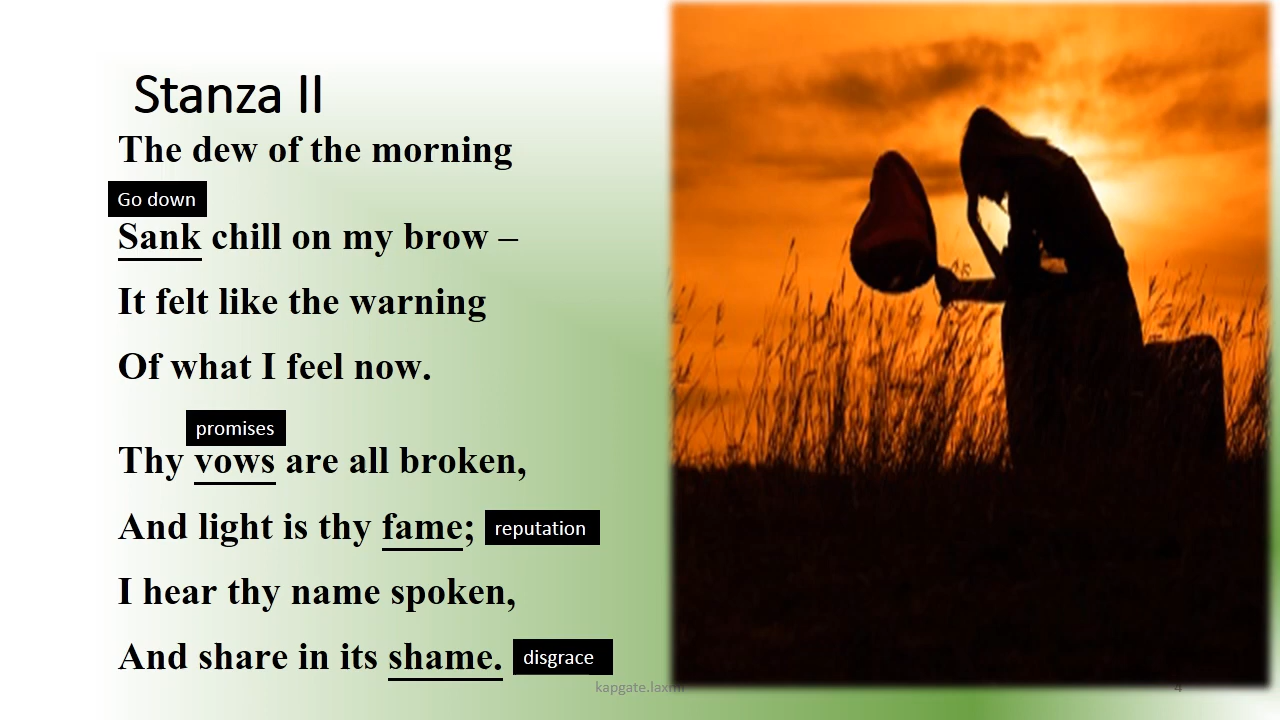 Stanza II
The dew of the morning
Go down
Sank chill on my brow –
It felt like the warning
Of what I feel now.
promises
Thy vows are all broken,
And light is thy fame; reputation
I hear thy name spoken,
And share in its shame. disgrace
4